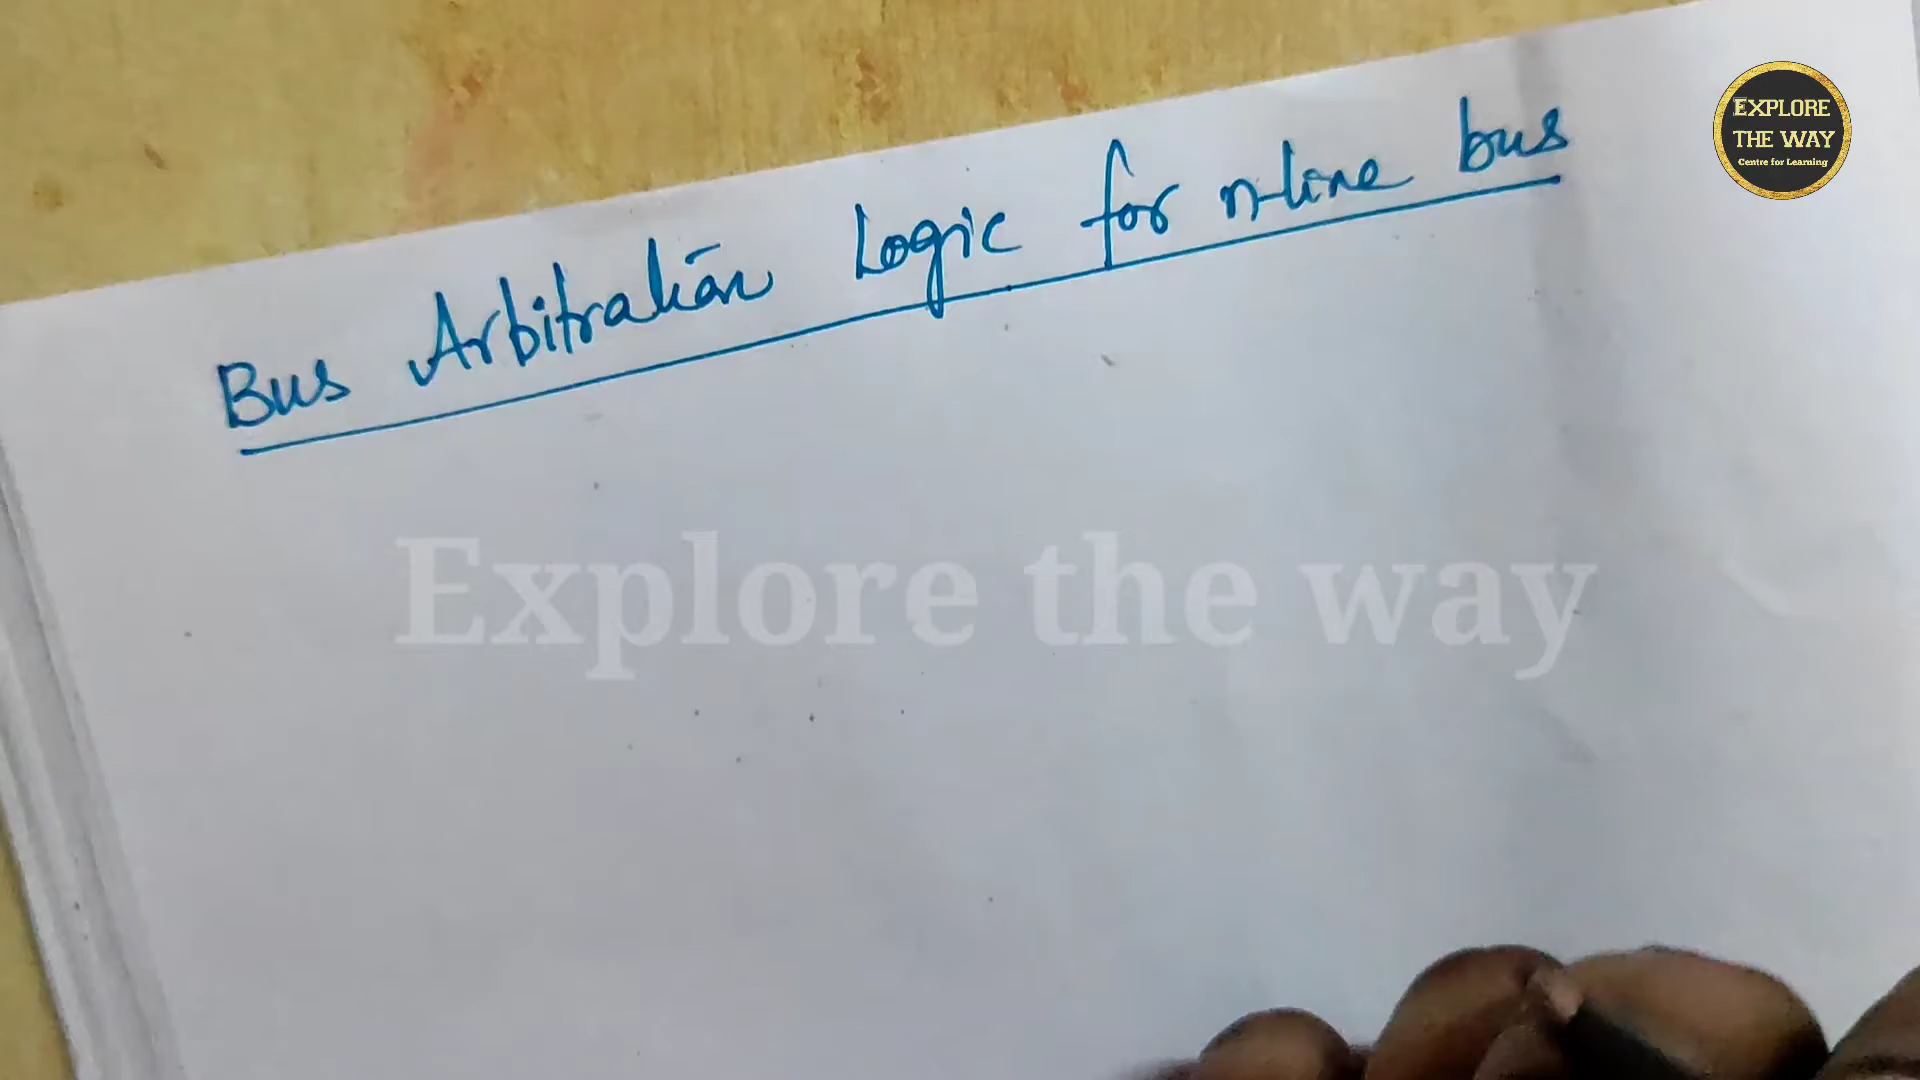 Bus Arbitration Logic for n-line bus
EXPLORE
THE WAY
Centre for Learning
Explore the way